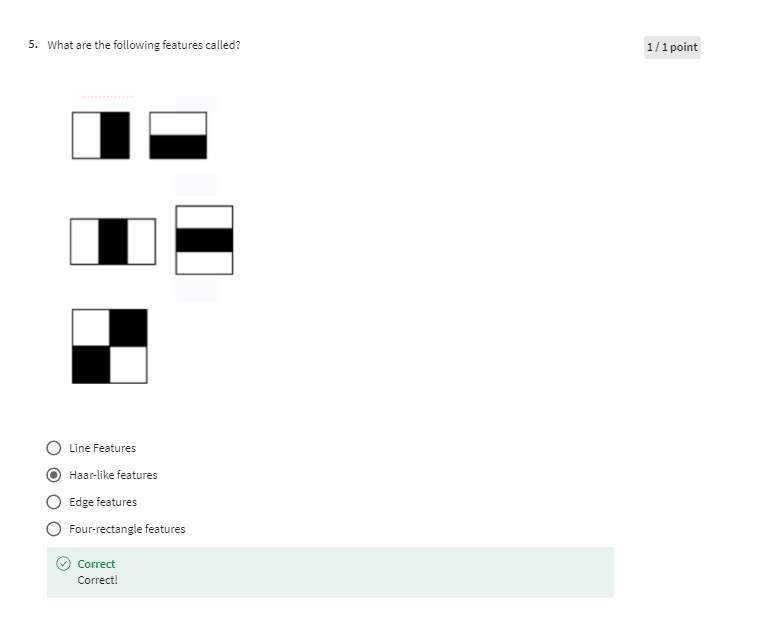 5. What are the following features called?
1 / 1 point
Line Features
Haar-like features
Edge features
Four-rectangle features
Correct
Correct!